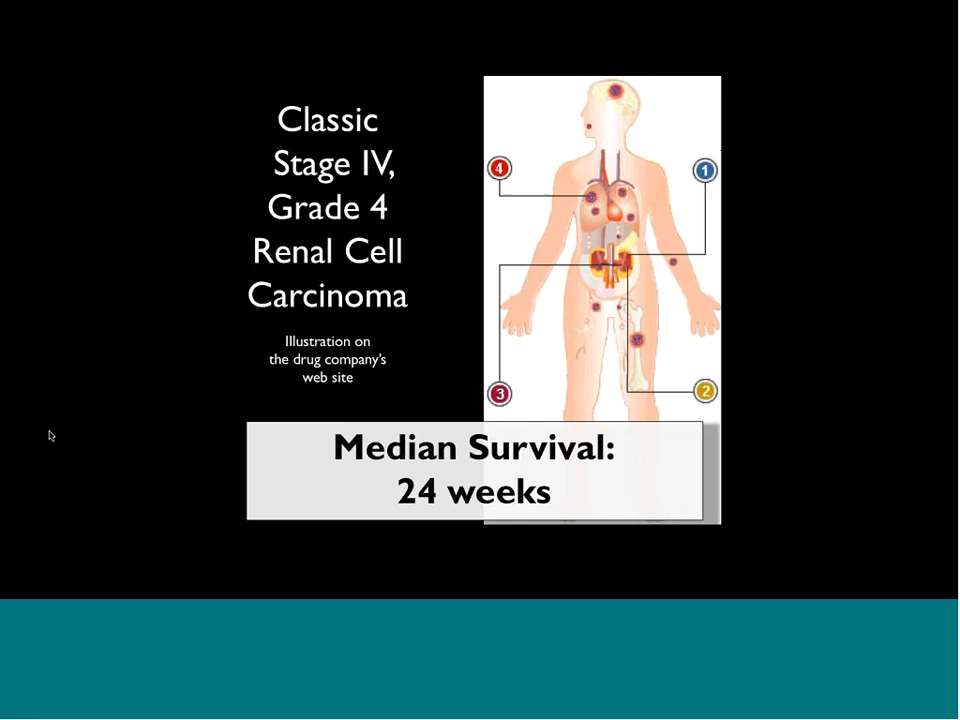 Classic
Stage IV,
Grade 4
Renal Cell
Carcinoma
Illustration on
the drug company's
web site
4
1
3
2
Median Survival:
24 weeks